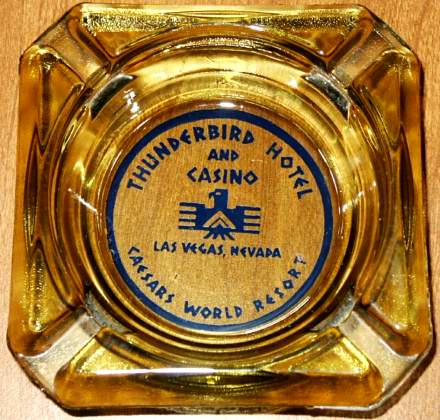 THUNDERBIRD HOTEL
AND
CASINO
LAS VEGAS, NEVADA
CAESARS WORLD RESORT